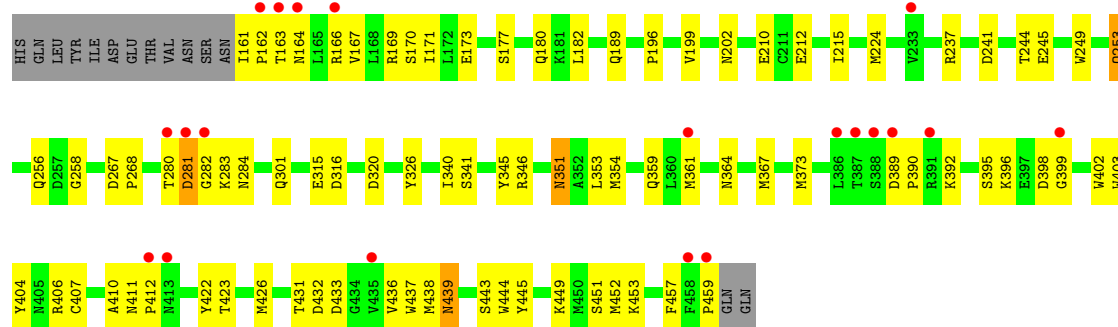 HIS GLN LEU TYR ILE ASP GLU THR VAL ASN SER ASN I161 P162 T163 N164 L165 R166 V167 L168 R169 S170 I171 L172 E173 S177 Q180 K181 L182 Q189 P196 V199 N202 E210 C211 E212 I215 M224 V233 R237 D241 T244 E245 W249
Q256 D257 G258 D267 P268 T280 D281 G282 K283 N284 Q301 E315 D316 D320 Y326 I340 S341 Y345 R346 N351 A352 L353 M354 Q359 L360 M361 N364 M367 M373 L386 T387 S388 D389 P390 R391 K392 S395 K396 E397 D398 G399 W402
Y404 N405 R406 C407 A410 N411 P412 N413 Y422 T423 M426 T431 D432 D433 G434 V435 V436 W437 M438 N439 S443 W444 Y445 K449 M450 S451 M452 K453 F457 F458 P459 GLN GLN